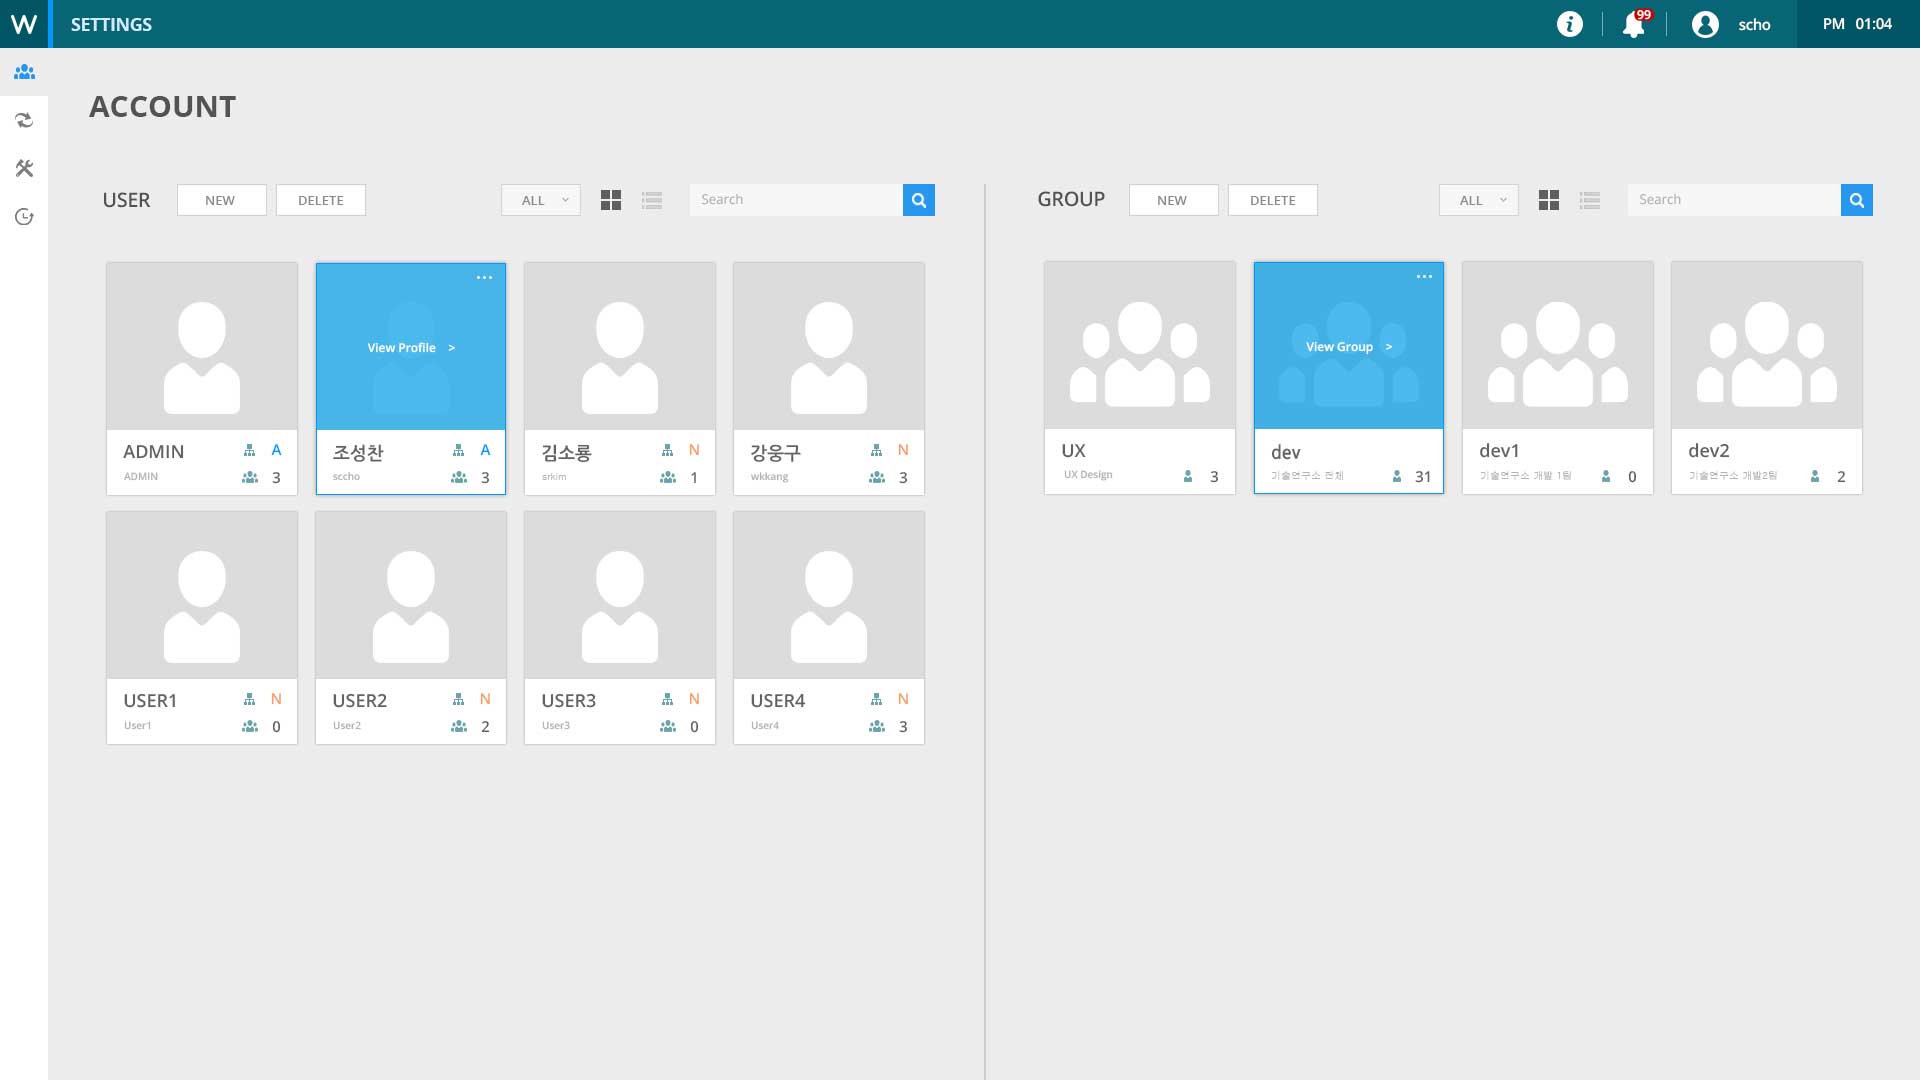 W SETTINGS 99 scho PM 01:04
ACCOUNT
USER NEW DELETE ALL Search
GROUP NEW DELETE ALL Search
ADMIN A
ADMIN 3
View Profile >
조성찬 A
sccho 3
김소룡 N
srkim 1
강웅구 N
wkkang 3
USER1 N
User1 0
USER2 N
User2 2
USER3 N
User3 0
USER4 N
User4 3
UX
UX Design 3
View Group >
dev
기술연구소 전체 31
dev1
기술연구소 개발 1팀 0
dev2
기술연구소 개발2팀 2